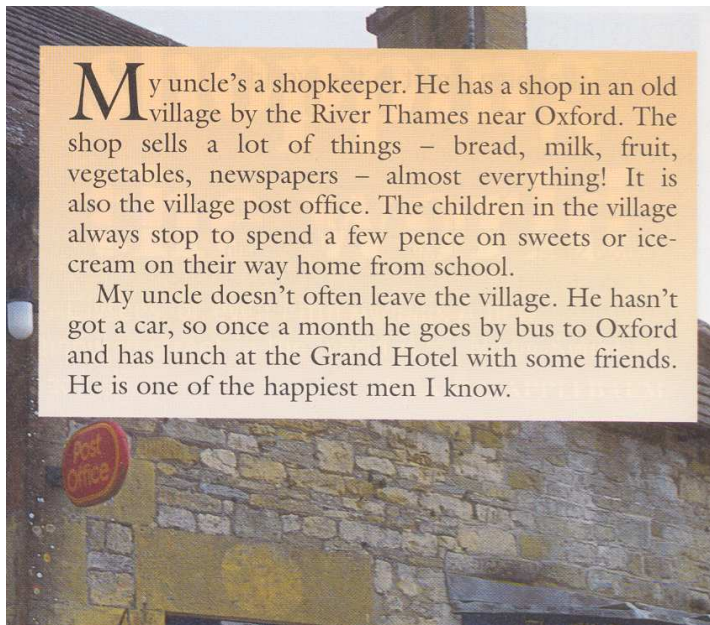 My uncle's a shopkeeper. He has a shop in an old
village by the River Thames near Oxford. The
shop sells a lot of things – bread, milk, fruit,
vegetables, newspapers – almost everything! It is
also the village post office. The children in the village
always stop to spend a few pence on sweets or ice-
cream on their way home from school.
My uncle doesn't often leave the village. He hasn't
got a car, so once a month he goes by bus to Oxford
and has lunch at the Grand Hotel with some friends.
He is one of the happiest men I know.
Post
Office